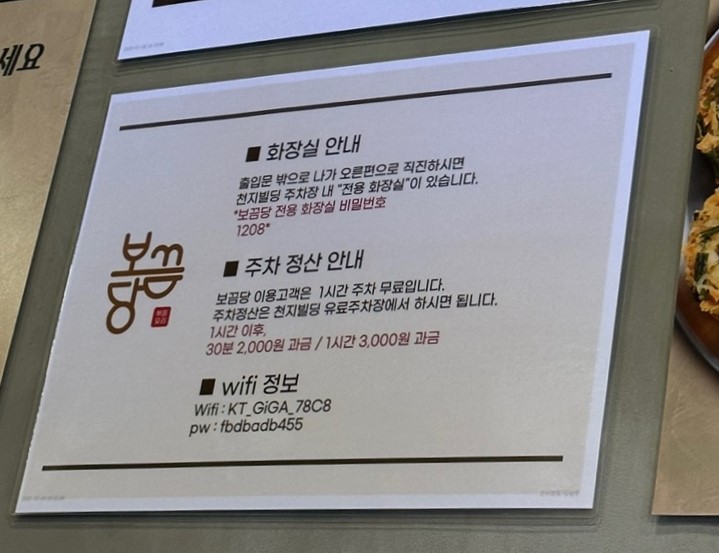 세요
■ 화장실 안내
출입문 밖으로 나가 오른편으로 직진하시면
천지빌딩 주차장 내 "전용 화장실"이 있습니다.
*보끔당 전용 화장실 비밀번호
1208*
보끔당
볶음
요리
■ 주차 정산 안내
보끔당 이용고객은 1시간 주차 무료입니다.
주차정산은 천지빌딩 유료주차장에서 하시면 됩니다.
1시간 이후,
30분 2,000원 과금 / 1시간 3,000원 과금
■ wifi 정보
Wifi : KT_GiGA_78C8
pw : fbdbadb455